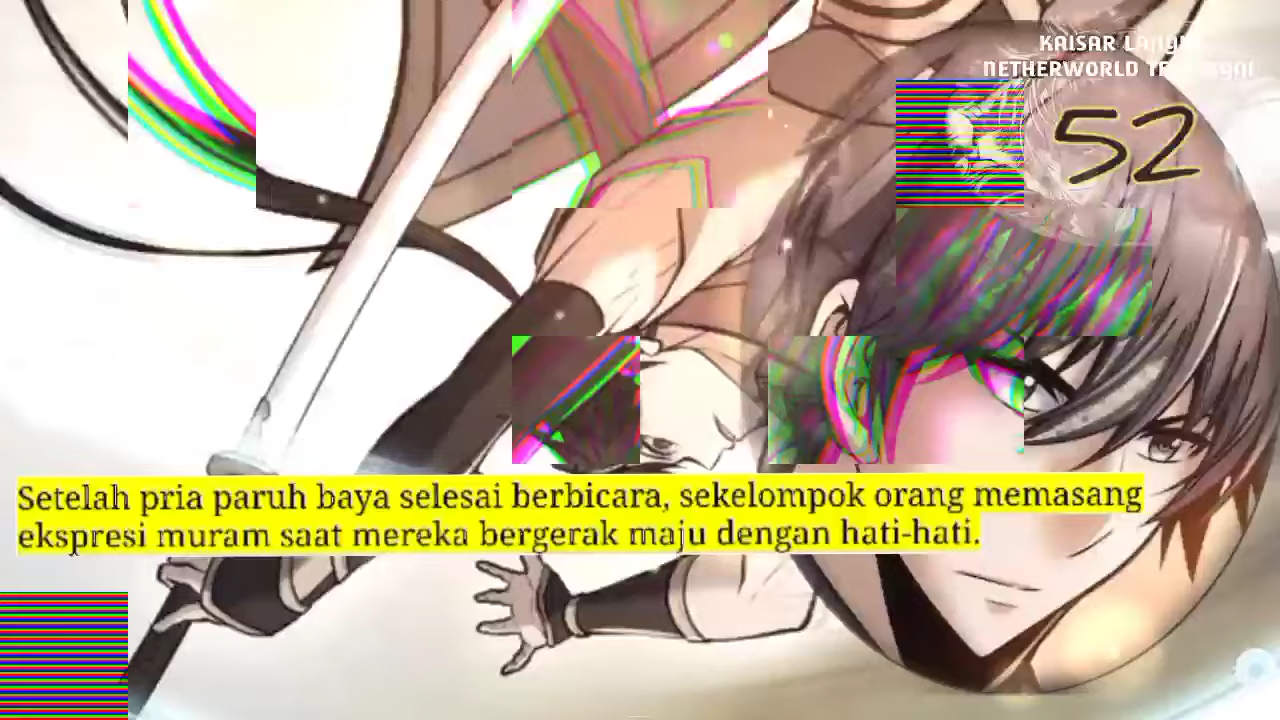 KAISAR
NETHERWORLD
52
Setelah pria paruh baya selesai berbicara, sekelompok orang memasang
ekspresi muram saat mereka bergerak maju dengan hati-hati.